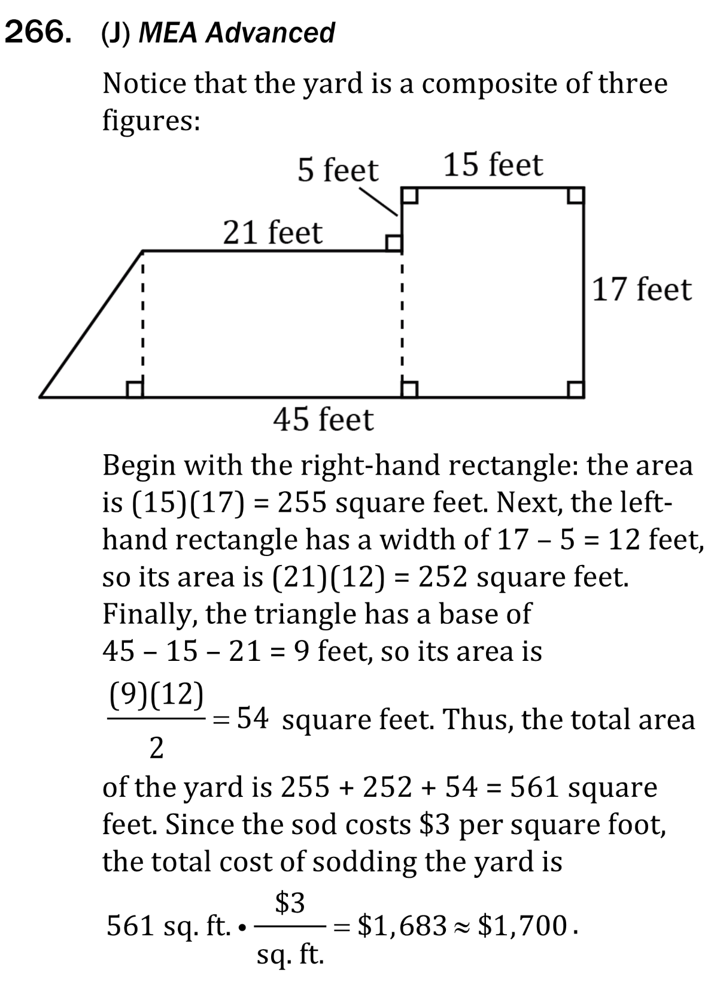 266. (J) MEA Advanced
Notice that the yard is a composite of three
figures:
5 feet
15 feet
21 feet
17 feet
45 feet
Begin with the right-hand rectangle: the area
is (15)(17) = 255 square feet. Next, the left-
hand rectangle has a width of 17 – 5 = 12 feet,
so its area is (21)(12) = 252 square feet.
Finally, the triangle has a base of
45 – 15 – 21 = 9 feet, so its area is
(9)(12)
2
= 54 square feet. Thus, the total area
of the yard is 255 + 252 + 54 = 561 square
feet. Since the sod costs $3 per square foot,
the total cost of sodding the yard is
561 sq. ft. • $3
sq. ft.
= $1,683 ≈ $1,700.